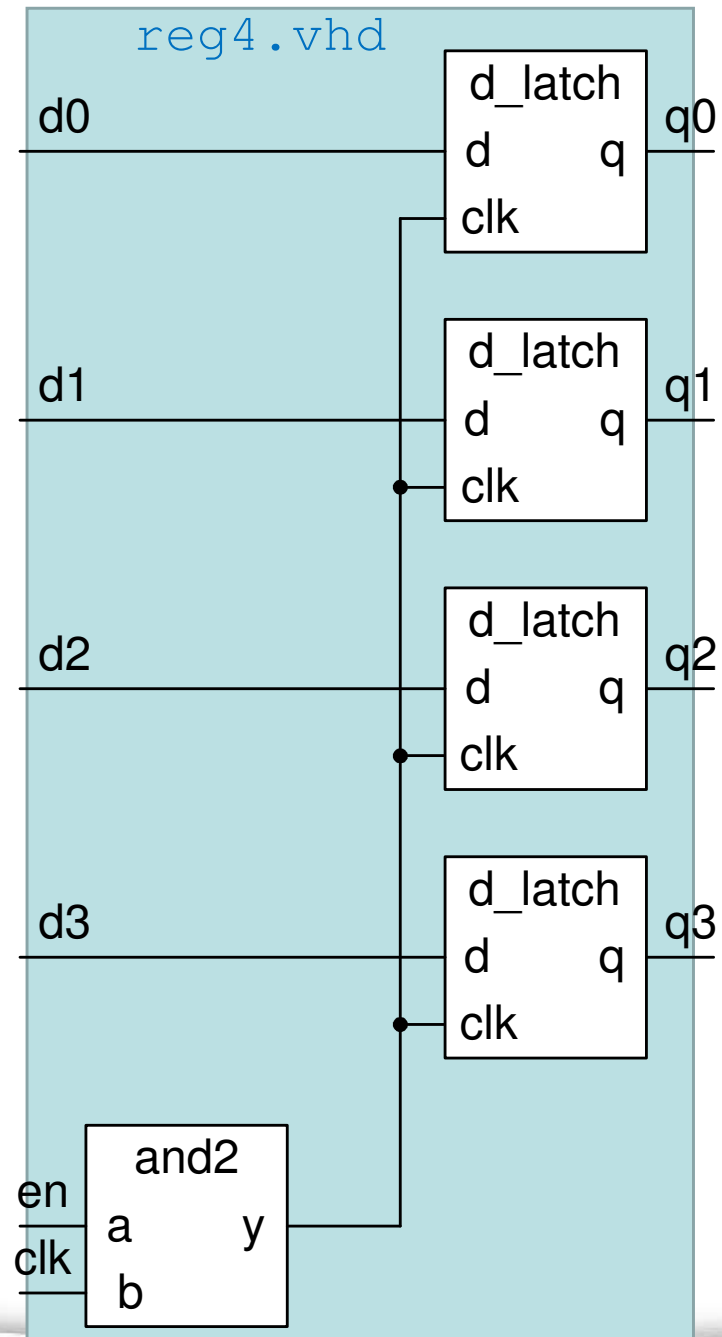 reg4.vhd
d_latch
d0 q0
d q
clk
d_latch
d1 q1
d q
clk
d_latch
d2 q2
d q
clk
d_latch
d3 q3
d q
clk
and2
en
a y
clk
b